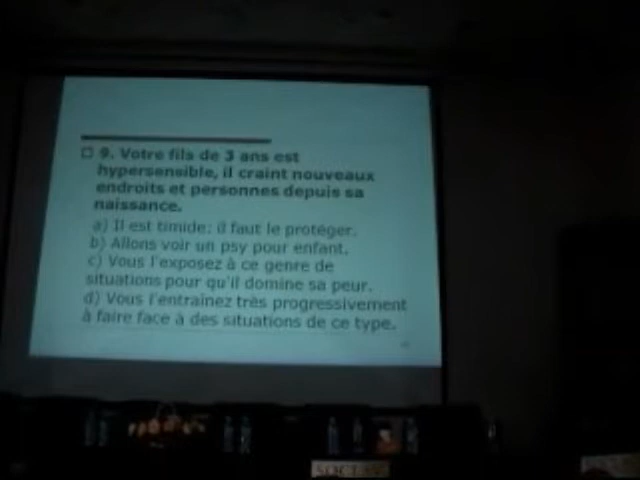 9. Votre fils de 3 ans est
hypersensible, il craint nouveaux
endroits et personnes depuis sa
naissance.
a) Il est timide: il faut le protéger.
b) Allons voir un psy pour enfant.
c) Vous l'exposez à ce genre de
situations pour qu'il domine sa peur.
d) Vous l'entraînez très progressivement
à faire face à des situations de ce type.